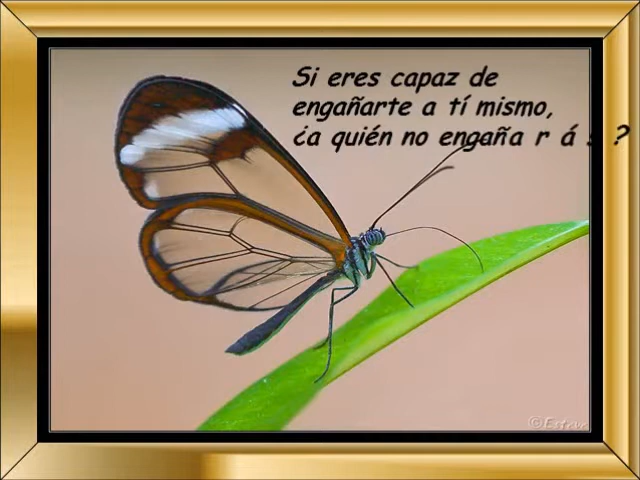 Si eres capaz de
engañarte a tí mismo,
¿a quién no engaña r á s ?